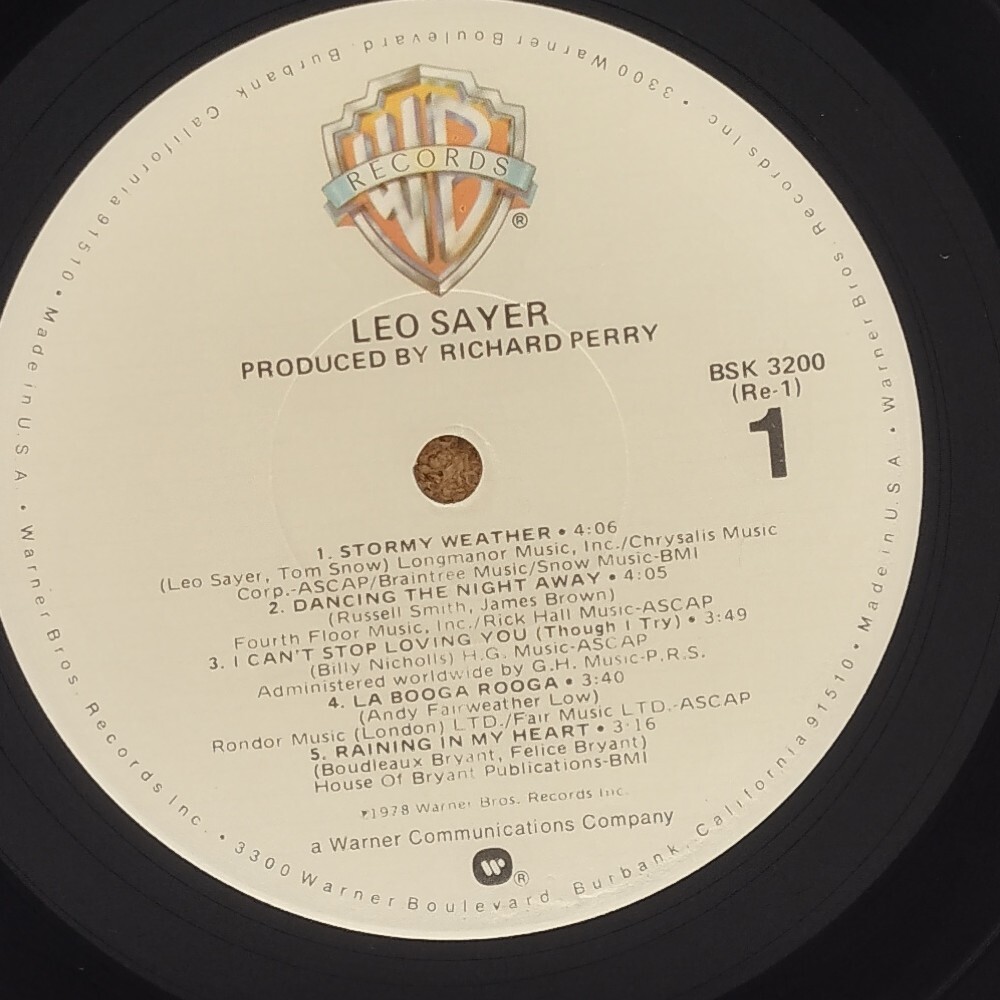 WB
RECORDS
®
LEO SAYER
PRODUCED BY RICHARD PERRY
BSK 3200
(Re-1)
1
1. STORMY WEATHER • 4:06
(Leo Sayer, Tom Snow) Longmanor Music, Inc./Chrysalis Music
Corp.-ASCAP/Braintree Music/Snow Music-BMI
2. DANCING THE NIGHT AWAY • 4:05
(Russell Smith, James Brown)
Fourth Floor Music, Inc./Rick Hall Music-ASCAP
3. I CAN'T STOP LOVING YOU (Though I Try) • 3:49
(Billy Nicholls) H.G. Music-ASCAP
Administered worldwide by G.H. Music-P.R.S.
4. LA BOOGA ROOGA • 3:40
(Andy Fairweather Low)
Rondor Music (London) LTD./Fair Music LTD.-ASCAP
5. RAINING IN MY HEART • 3:16
(Boudleaux Bryant, Felice Bryant)
House Of Bryant Publications-BMI
℗1978 Warner Bros. Records Inc.
a Warner Communications Company
®
Warner Bros. Records Inc. • 3300 Warner Boulevard, Burbank, California 91510 • Made in U.S.A. • Warner Bros. Records Inc. • 3300 Warner Boulevard, Burbank, California 91510 • Made in U.S.A. •